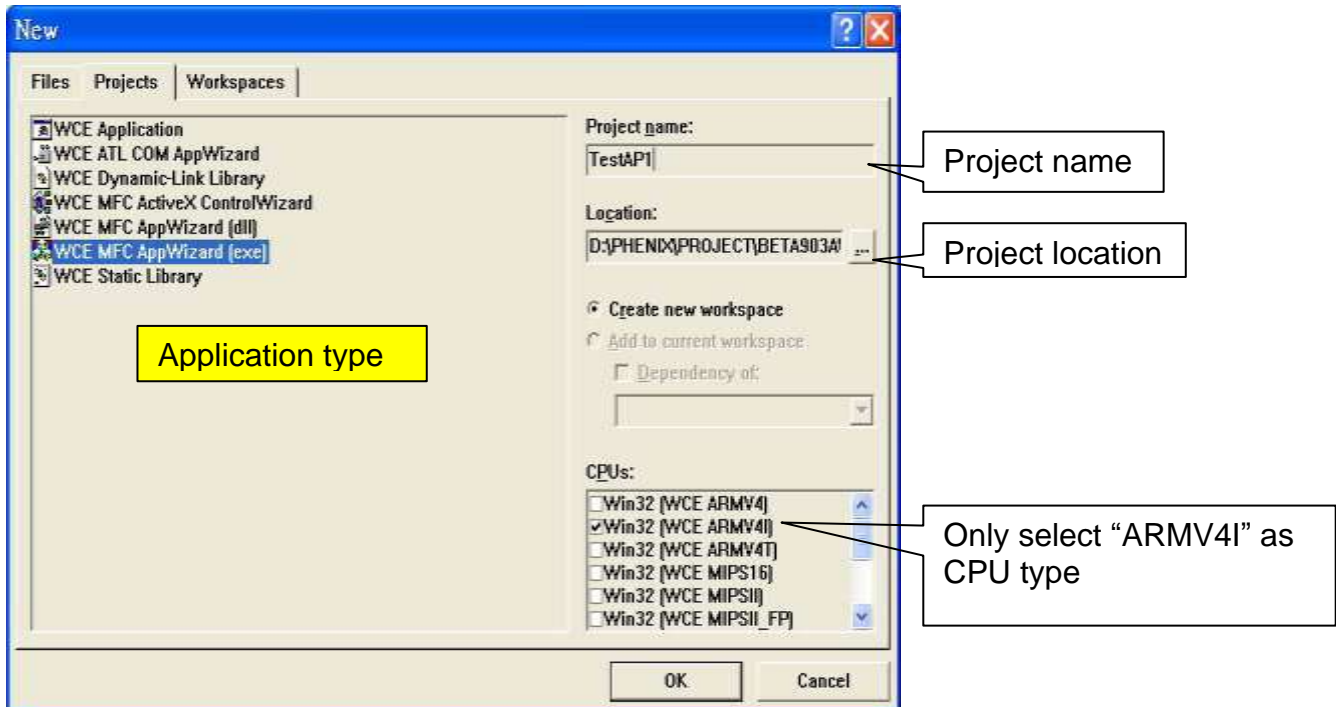 New
Files Projects Workspaces
WCE Application
WCE ATL COM AppWizard
WCE Dynamic-Link Library
WCE MFC ActiveX ControlWizard
WCE MFC AppWizard (dll)
WCE MFC AppWizard (exe)
WCE Static Library
Application type
Project name:
TestAP1
Project name
Location:
D:\PHENIX\PROJECT\BETA903A\
...
Project location
Create new workspace
Add to current workspace
Dependency of:
CPUs:
Win32 (WCE ARMV4)
Win32 (WCE ARMV4I)
Win32 (WCE ARMV4T)
Win32 (WCE MIPS16)
Win32 (WCE MIPSII)
Win32 (WCE MIPSII_FP)
Only select “ARMV4I” as
CPU type
OK Cancel